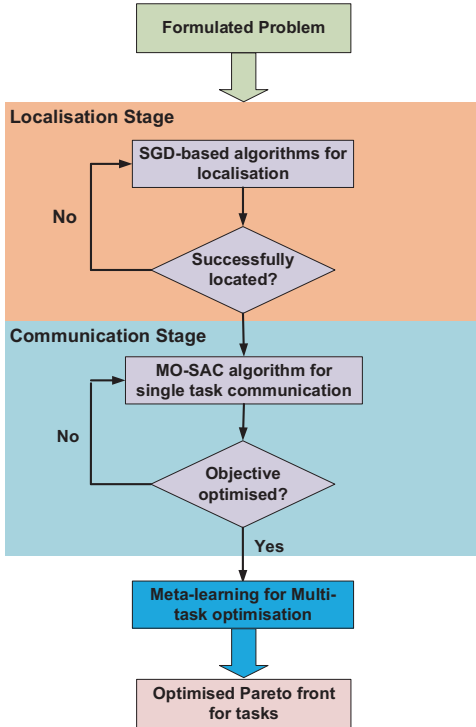 Formulated Problem
Localisation Stage
SGD-based algorithms for
localisation
No
Successfully
located?
Communication Stage
MO-SAC algorithm for
single task communication
No
Objective
optimised?
Yes
Meta-learning for Multi-
task optimisation
Optimised Pareto front
for tasks